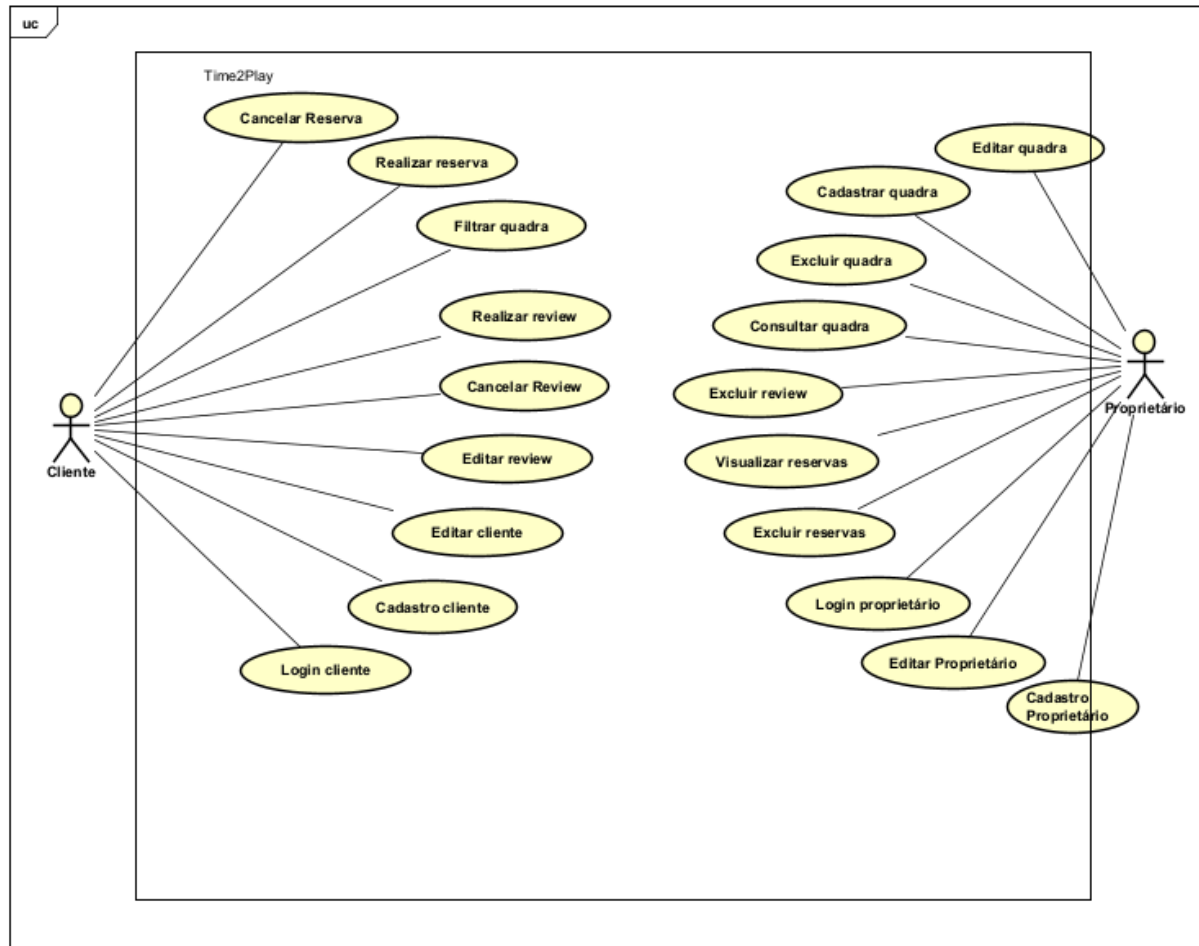 uc
Time2Play
Cancelar Reserva
Realizar reserva
Filtrar quadra
Realizar review
Cancelar Review
Editar review
Editar cliente
Cadastro cliente
Login cliente
Cliente
Editar quadra
Cadastrar quadra
Excluir quadra
Consultar quadra
Excluir review
Visualizar reservas
Excluir reservas
Login proprietário
Editar Proprietário
Cadastro
Proprietário
Proprietário